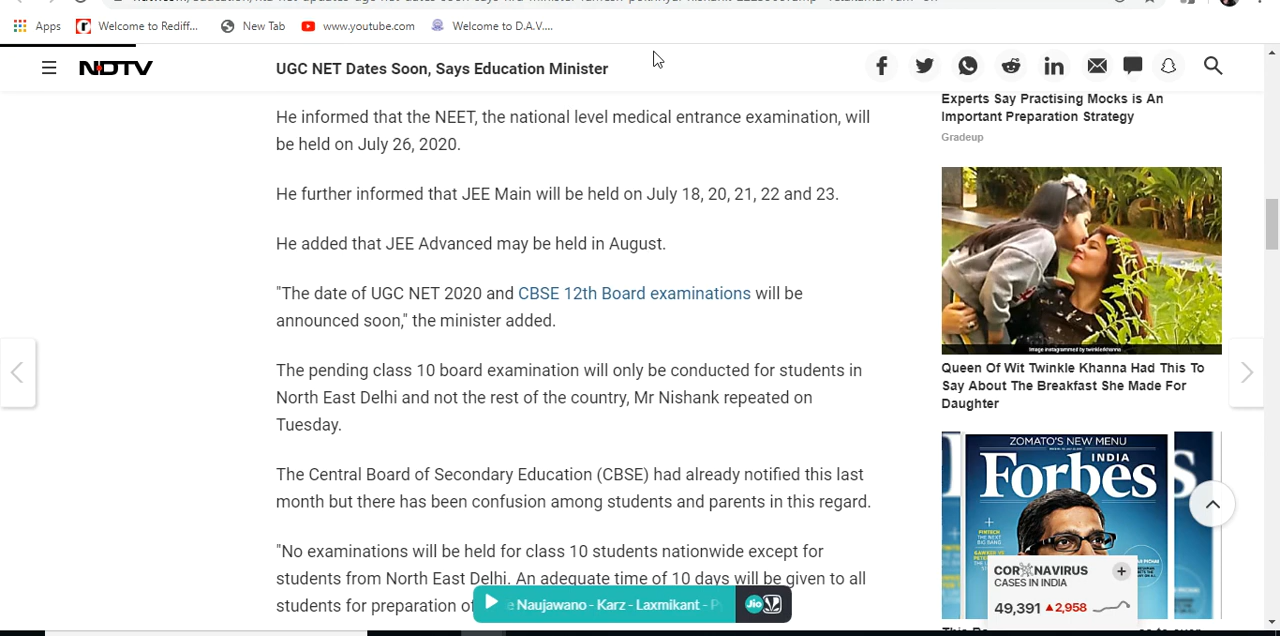 Apps Welcome to Rediff... New Tab www.youtube.com Welcome to D.A.V....
NDTV
UGC NET Dates Soon, Says Education Minister
He informed that the NEET, the national level medical entrance examination, will
be held on July 26, 2020.
He further informed that JEE Main will be held on July 18, 20, 21, 22 and 23.
He added that JEE Advanced may be held in August.
"The date of UGC NET 2020 and CBSE 12th Board examinations will be
announced soon," the minister added.
The pending class 10 board examination will only be conducted for students in
North East Delhi and not the rest of the country, Mr Nishank repeated on
Tuesday.
The Central Board of Secondary Education (CBSE) had already notified this last
month but there has been confusion among students and parents in this regard.
"No examinations will be held for class 10 students nationwide except for
students from North East Delhi. An adequate time of 10 days will be given to all
students for preparation of
Naujawano - Karz - Laxmikant -
Jio
Experts Say Practising Mocks is An
Important Preparation Strategy
Gradeup
Image instagrammed by twinklerkhanna
Queen Of Wit Twinkle Khanna Had This To
Say About The Breakfast She Made For
Daughter
ZOMATO'S NEW MENU
Forbes
INDIA
CORONAVIRUS
CASES IN INDIA
49,391 ▲2,958